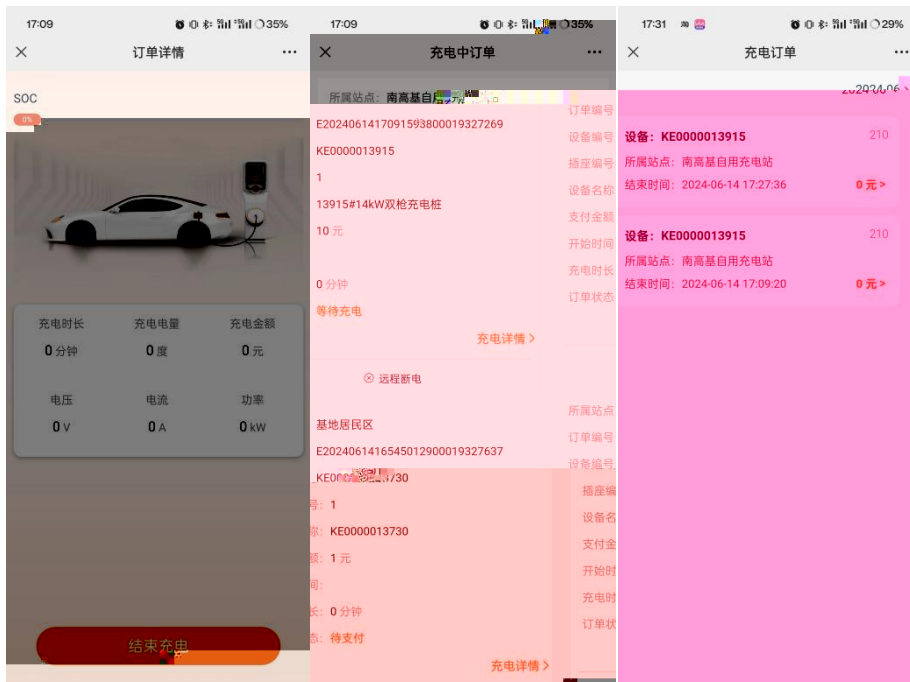 17:09
35%
订单详情
SOC
0%
充电时长
充电电量
充电金额
0 分钟
0 度
0 元
电压
电流
功率
0 V
0 A
0 kW
结束充电
17:09
35%
充电中订单
所属站点：南高基自
订单编号
E202406141709159380001932­7269
设备编号
KE0000013915
插座编号
1
设备名称
13915#14kW双枪充电桩
支付金额
10 元
开始时间
充电时长
0 分钟
订单状态
等待充电
充电详情 >
远程断电
所属站点
基地居民区
订单编号
E2024061416545012900019327637
设备编号
插座编
号：1
设备名
称：KE0000013730
支付金
额：1 元
开始时
间：
充电时
长：0 分钟
订单状
态：待支付
充电详情 >
17:31
29%
充电订单
设备：KE0000013915
210
所属站点：南高基自用充电站
结束时间：2024-06-14 17:27:36
0 元 >
设备：KE0000013915
210
所属站点：南高基自用充电站
结束时间：2024-06-14 17:09:20
0 元 >